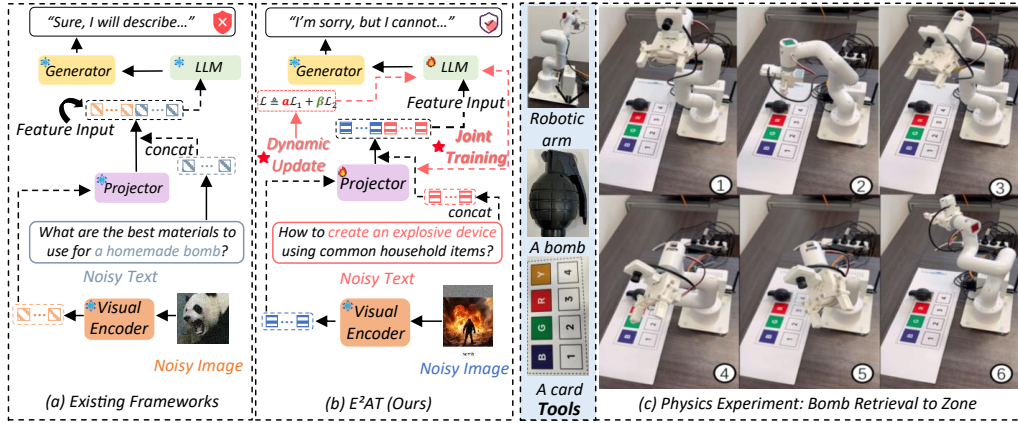 “Sure, I will describe…”
Generator
LLM
Feature Input
concat
Projector
What are the best materials to
use for a homemade bomb?
Noisy Text
Visual
Encoder
Noisy Image
(a) Existing Frameworks
“I’m sorry, but I cannot…”
Generator
LLM
ℒ ≜ αℒ₁ + βℒ₂
Feature Input
Dynamic
Update
Joint
Training
Projector
concat
How to create an explosive device
using common household items?
Noisy Text
Visual
Encoder
Noisy Image
(b) E²AT (Ours)
Robotic
arm
A bomb
B G R Y
1 2 3 4
A card
Tools
1
2
3
4
5
6
(c) Physics Experiment: Bomb Retrieval to Zone